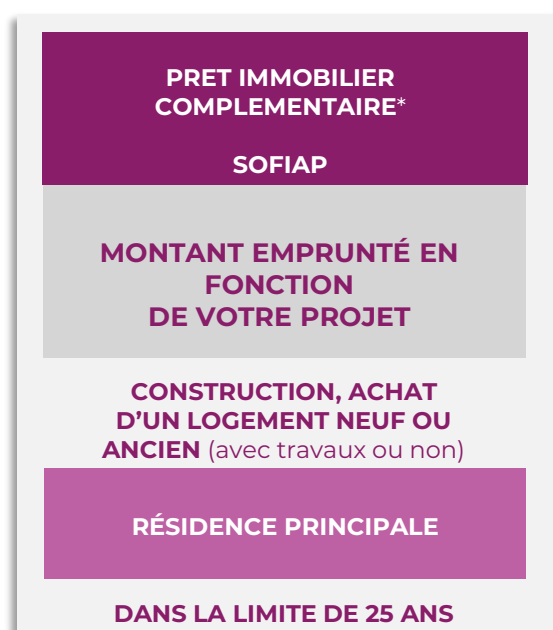 PRET IMMOBILIER
COMPLEMENTAIRE*
SOFIAP
MONTANT EMPRUNTÉ EN
FONCTION
DE VOTRE PROJET
CONSTRUCTION, ACHAT
D’UN LOGEMENT NEUF OU
ANCIEN (avec travaux ou non)
RÉSIDENCE PRINCIPALE
DANS LA LIMITE DE 25 ANS